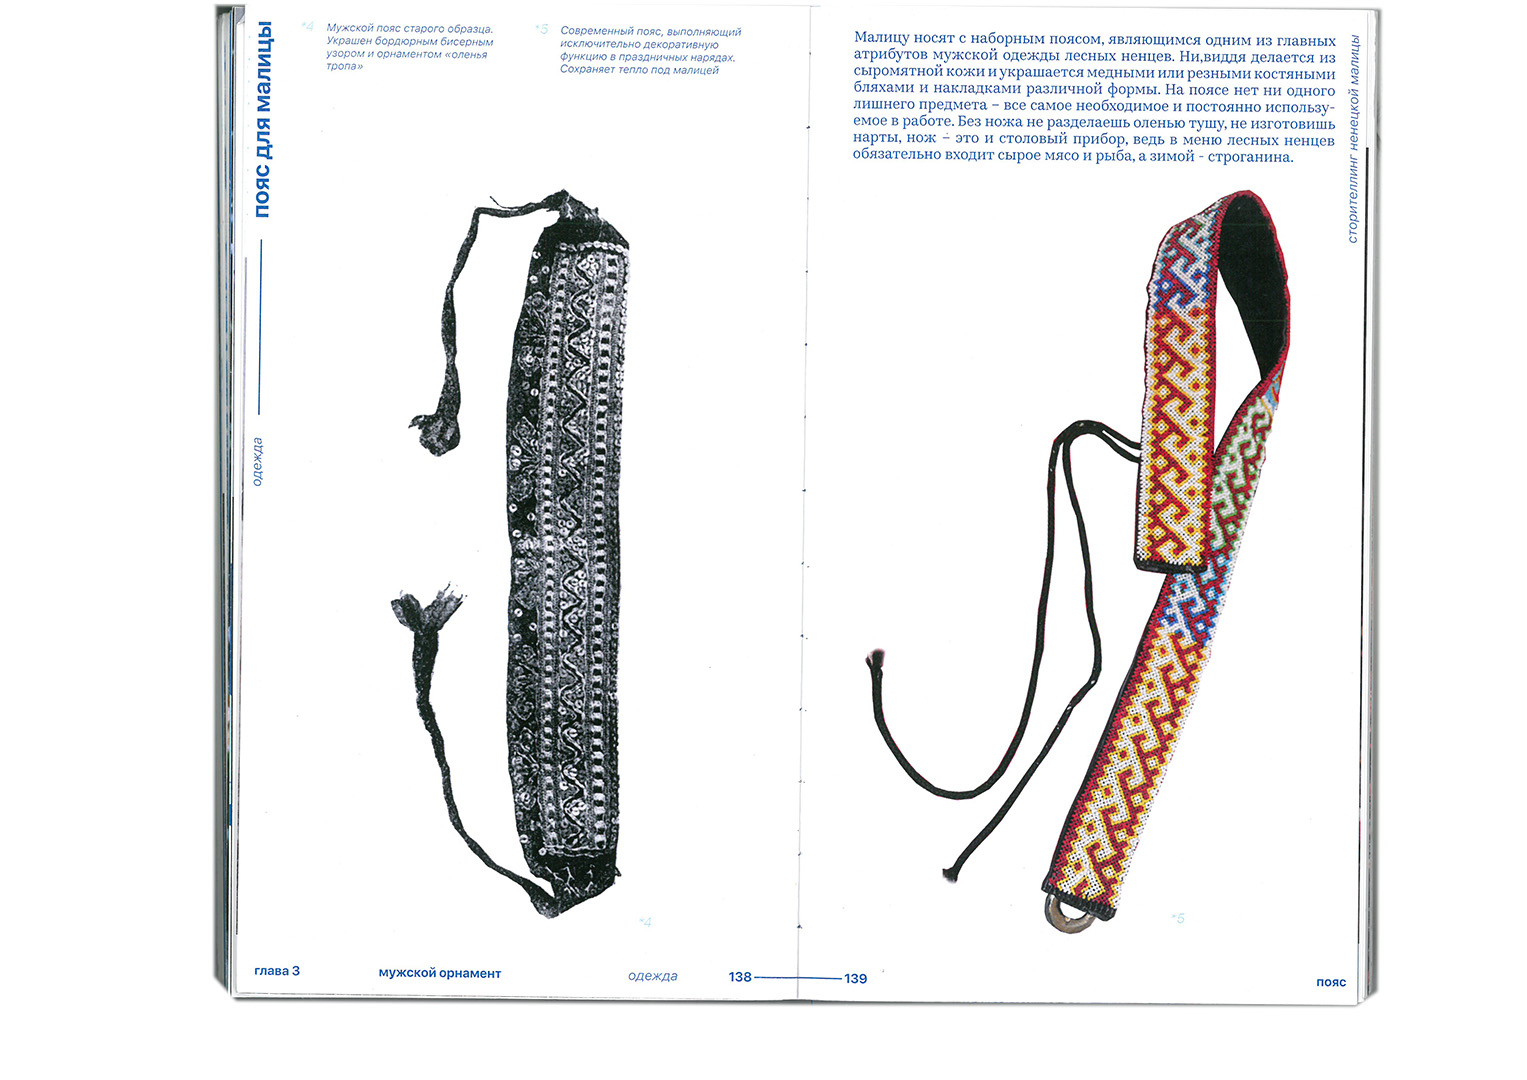 пояс для малицы
одежда
*4
Мужской пояс старого образца.
Украшен бордюрным бисерным
узором и орнаментом «оленья
тропа»
*5
Современный пояс, выполняющий
исключительно декоративную
функцию в праздничных нарядах.
Сохраняет тепло под малицей
*4
глава 3
мужской орнамент
одежда
138
139
Малицу носят с наборным поясом, являющимся одним из главных
атрибутов мужской одежды лесных ненцев. Ни,виддя делается из
сыромятной кожи и украшается медными или резными костяными
бляхами и накладками различной формы. На поясе нет ни одного
лишнего предмета – все самое необходимое и постоянно использу-
емое в работе. Без ножа не разделаешь оленью тушу, не изготовишь
нарты, нож – это и столовый прибор, ведь в меню лесных ненцев
обязательно входит сырое мясо и рыба, а зимой - строганина.
сторителлинг ненецкой малицы
*5
пояс